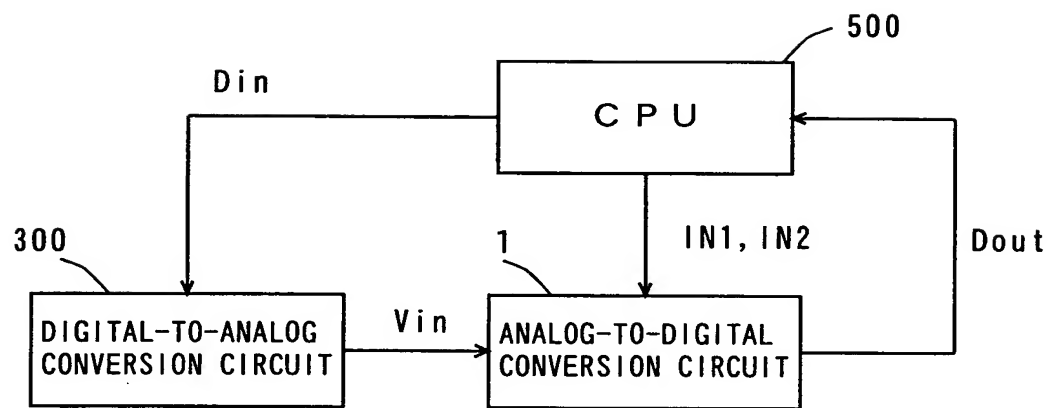 500
Din
CPU
300
1
IN1, IN2
Dout
DIGITAL-TO-ANALOG
CONVERSION CIRCUIT
Vin
ANALOG-TO-DIGITAL
CONVERSION CIRCUIT